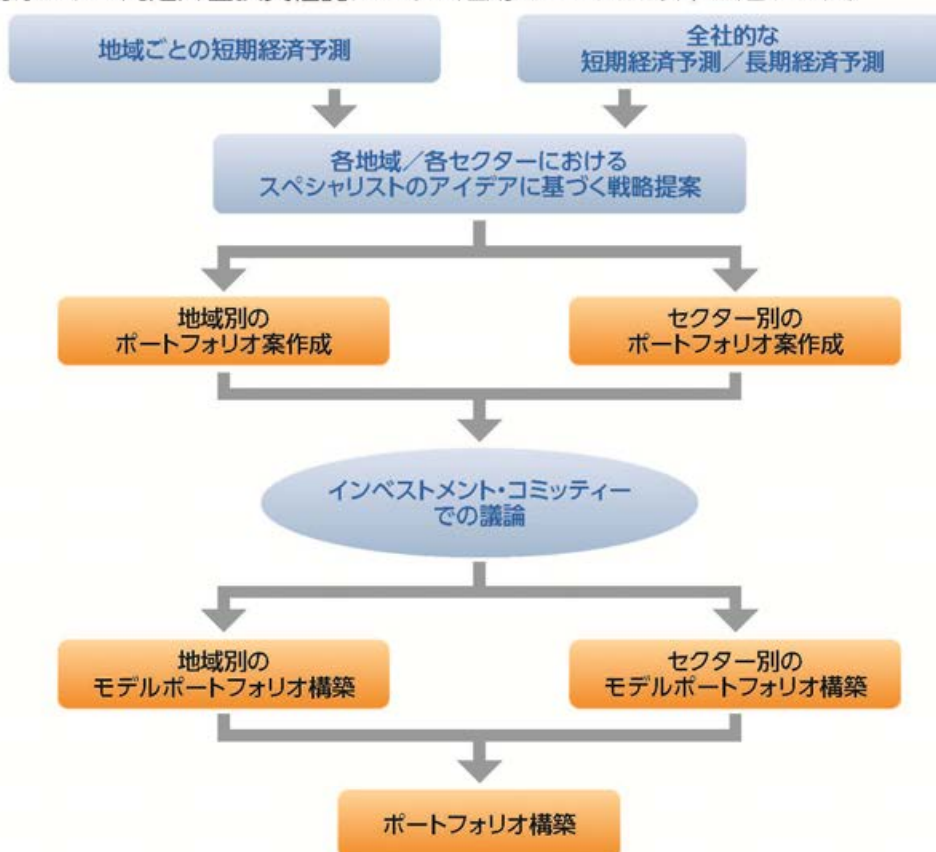 地域ごとの短期経済予測
全社的な
短期経済予測／長期経済予測
各地域／各セクターにおける
スペシャリストのアイデアに基づく戦略提案
地域別の
ポートフォリオ案作成
セクター別の
ポートフォリオ案作成
インベストメント・コミッティー
での議論
地域別の
モデルポートフォリオ構築
セクター別の
モデルポートフォリオ構築
ポートフォリオ構築